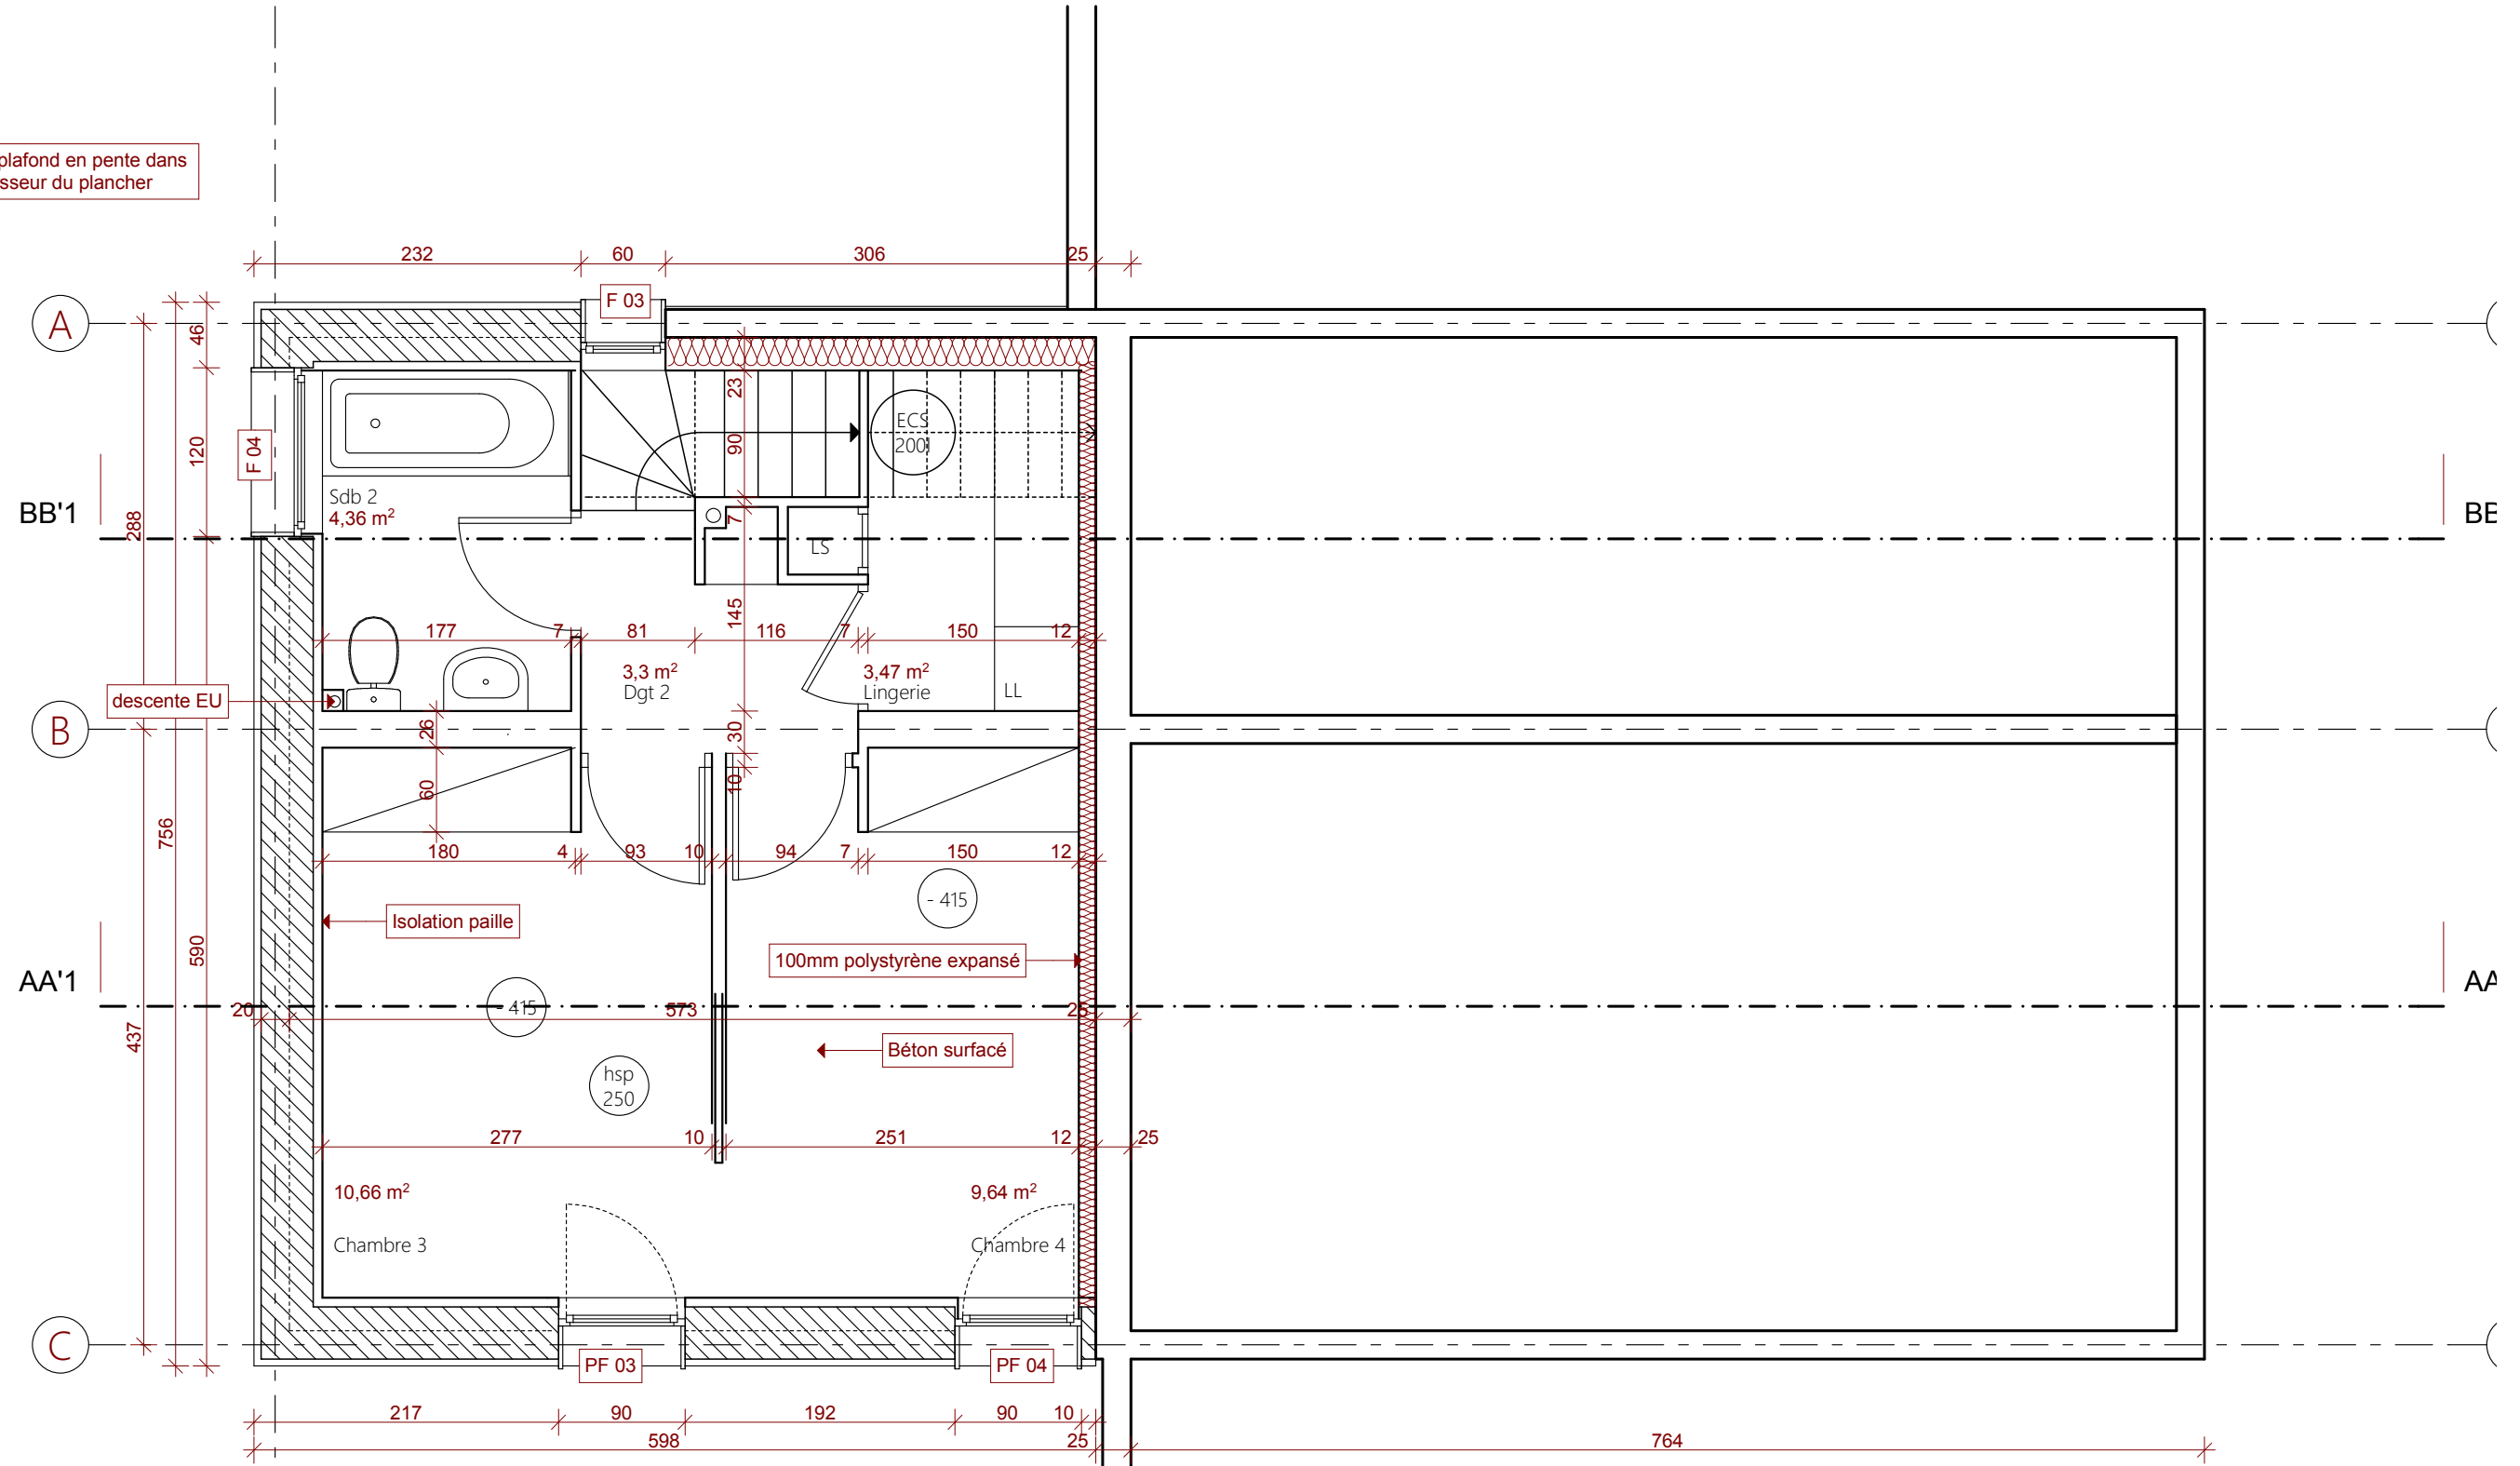 plafond en pente dans
sseur du plancher
232
60
306
25
F 03
A
46
23
120
F 04
90
ECS
200l
Sdb 2
4,36 m²
BB'1
288
7
LS
BB
145
177
7
81
116
7
150
12
3,3 m²
Dgt 2
3,47 m²
Lingerie
LL
descente EU
B
26
30
60
10
756
180
4
93
10
94
7
150
12
- 415
Isolation paille
590
100mm polystyrène expansé
AA'1
AA
20
- 415
573
25
437
Béton surfacé
hsp
250
277
10
251
12
25
10,66 m²
9,64 m²
Chambre 3
Chambre 4
C
PF 03
PF 04
217
90
192
90
10
598
25
764